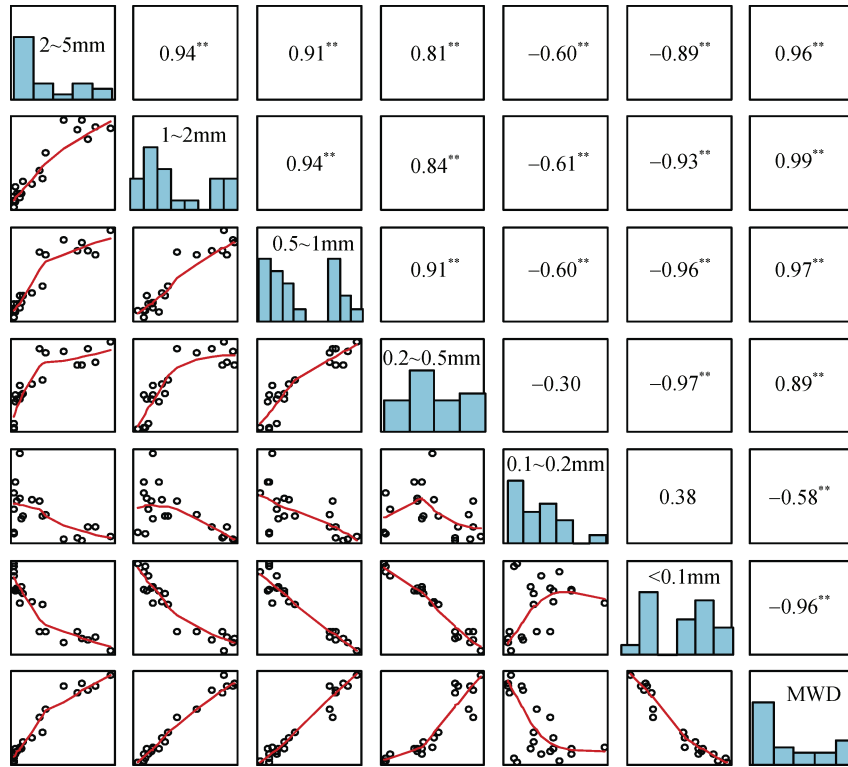 2~5mm 0.94** 0.91** 0.81** −0.60** −0.89** 0.96**
1~2mm 0.94** 0.84** −0.61** −0.93** 0.99**
0.5~1mm 0.91** −0.60** −0.96** 0.97**
0.2~0.5mm −0.30 −0.97** 0.89**
0.1~0.2mm 0.38 −0.58**
<0.1mm −0.96**
MWD